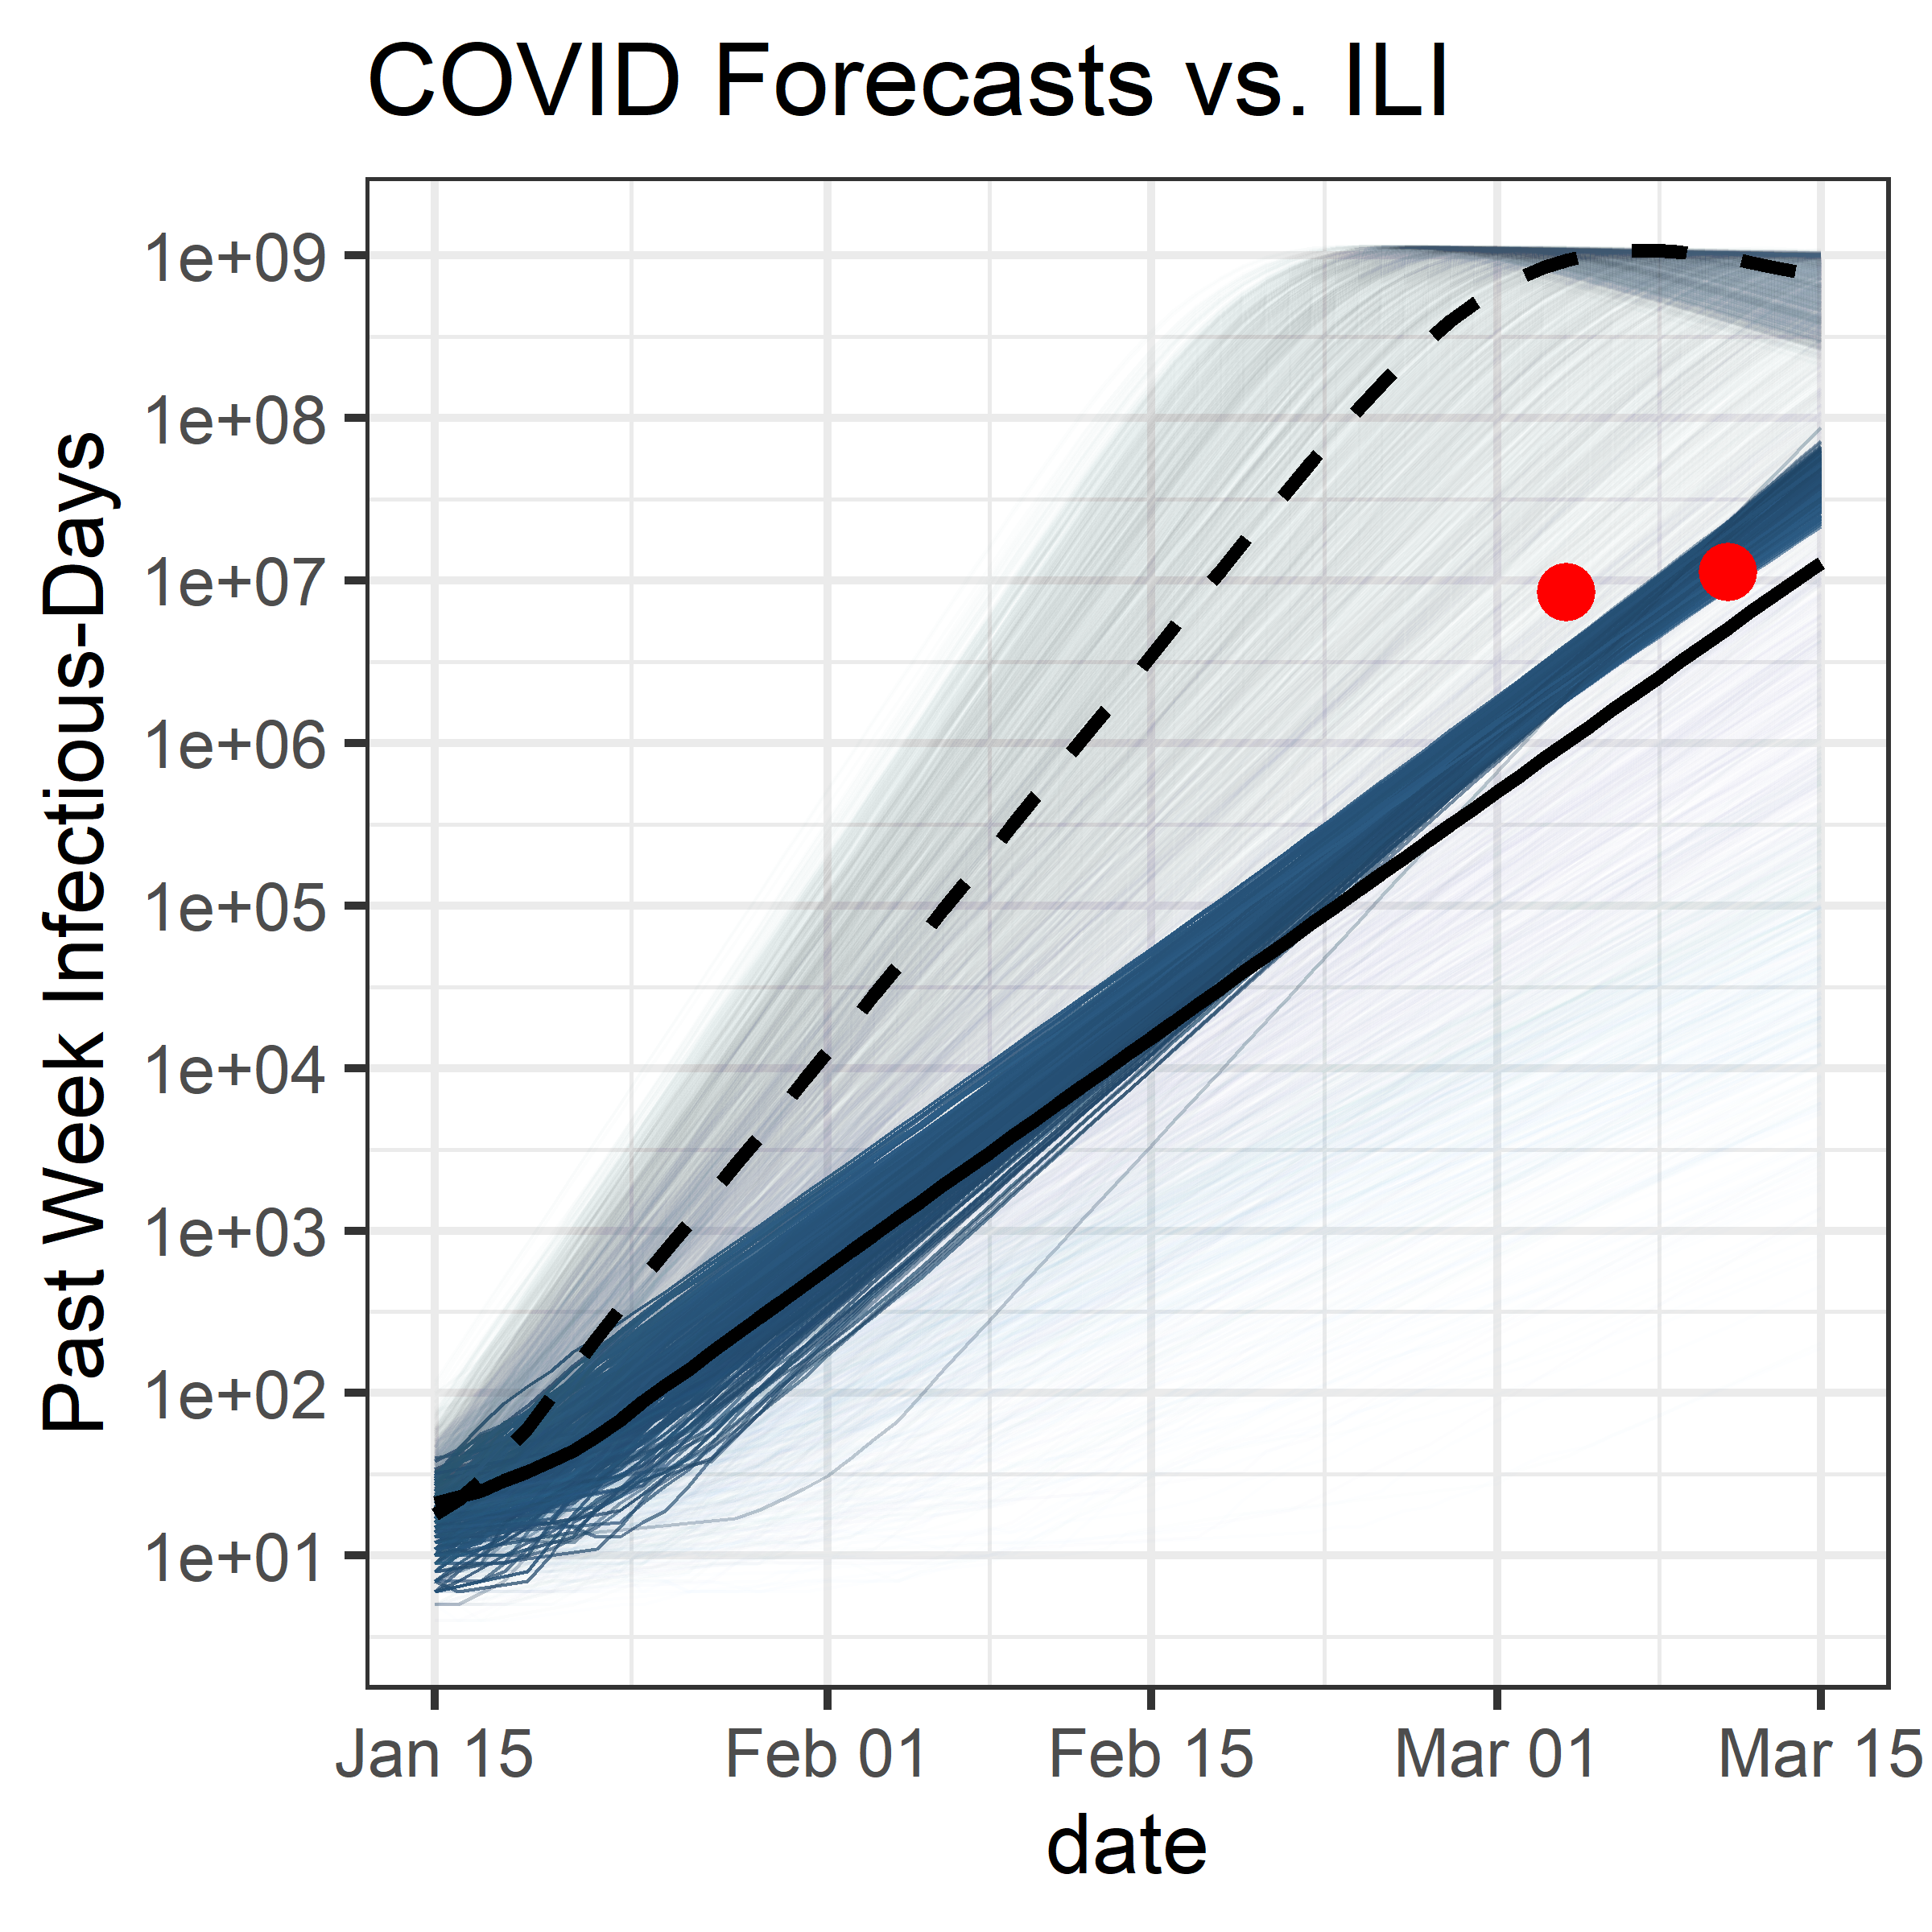 COVID Forecasts vs. ILI
Past Week Infectious-Days
1e+09
1e+08
1e+07
1e+06
1e+05
1e+04
1e+03
1e+02
1e+01
Jan 15 Feb 01 Feb 15 Mar 01 Mar 15
date